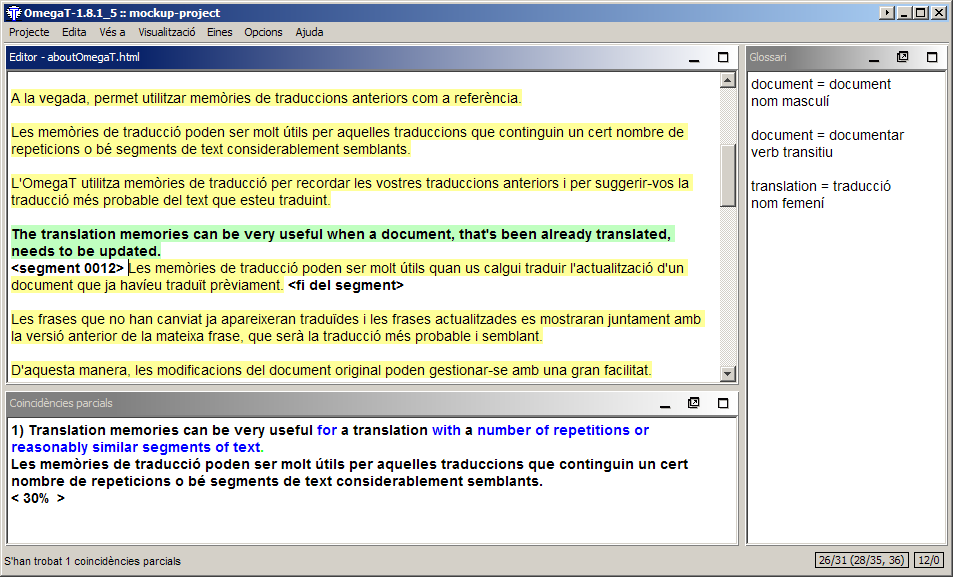 OmegaT-1.8.1_5 :: mockup-project
Projecte Edita Vés a Visualització Eines Opcions Ajuda
Editor - aboutOmegaT.html
A la vegada, permet utilitzar memòries de traduccions anteriors com a referència.
Les memòries de traducció poden ser molt útils per aquelles traduccions que continguin un cert nombre de
repeticions o bé segments de text considerablement semblants.
L'OmegaT utilitza memòries de traducció per recordar les vostres traduccions anteriors i per suggerir-vos la
traducció més probable del text que esteu traduint.
The translation memories can be very useful when a document, that's been already translated,
needs to be updated.
<segment 0012> Les memòries de traducció poden ser molt útils quan us calgui traduir l'actualització d'un
document que ja havíeu traduït prèviament. <fi del segment>
Les frases que no han canviat ja apareixeran traduïdes i les frases actualitzades es mostraran juntament amb
la versió anterior de la mateixa frase, que serà la traducció més probable i semblant.
D'aquesta manera, les modificacions del document original poden gestionar-se amb una gran facilitat.
Glossari
document = document
nom masculí
document = documentar
verb transitiu
translation = traducció
nom femení
Coincidències parcials
1) Translation memories can be very useful for a translation with a number of repetitions or
reasonably similar segments of text.
Les memòries de traducció poden ser molt útils per aquelles traduccions que continguin un cert
nombre de repeticions o bé segments de text considerablement semblants.
< 30% >
S'han trobat 1 coincidències parcials
26/31 (28/35, 36) 12/0